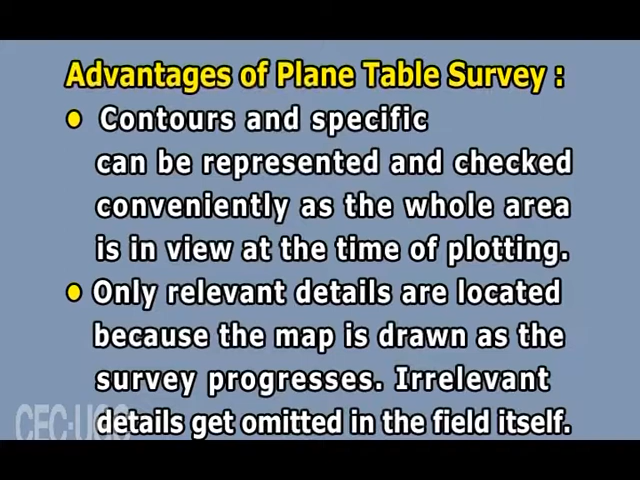 Advantages of Plane Table Survey :
• Contours and specific
can be represented and checked
conveniently as the whole area
is in view at the time of plotting.
• Only relevant details are located
because the map is drawn as the
survey progresses. Irrelevant
details get omitted in the field itself.
CEC-UGC